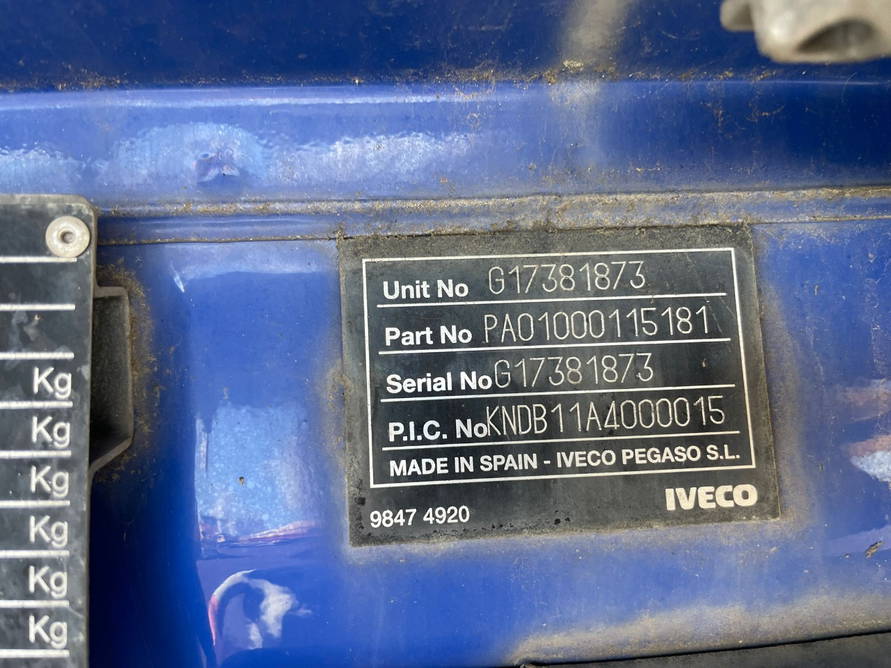 Unit No G17381873
Part No PA01000115181
Serial No G17381873
P.I.C. No KNDB11A4000015
MADE IN SPAIN - IVECO PEGASO S.L.
9847 4920 IVECO
Kg
Kg
Kg
Kg
Kg
Kg